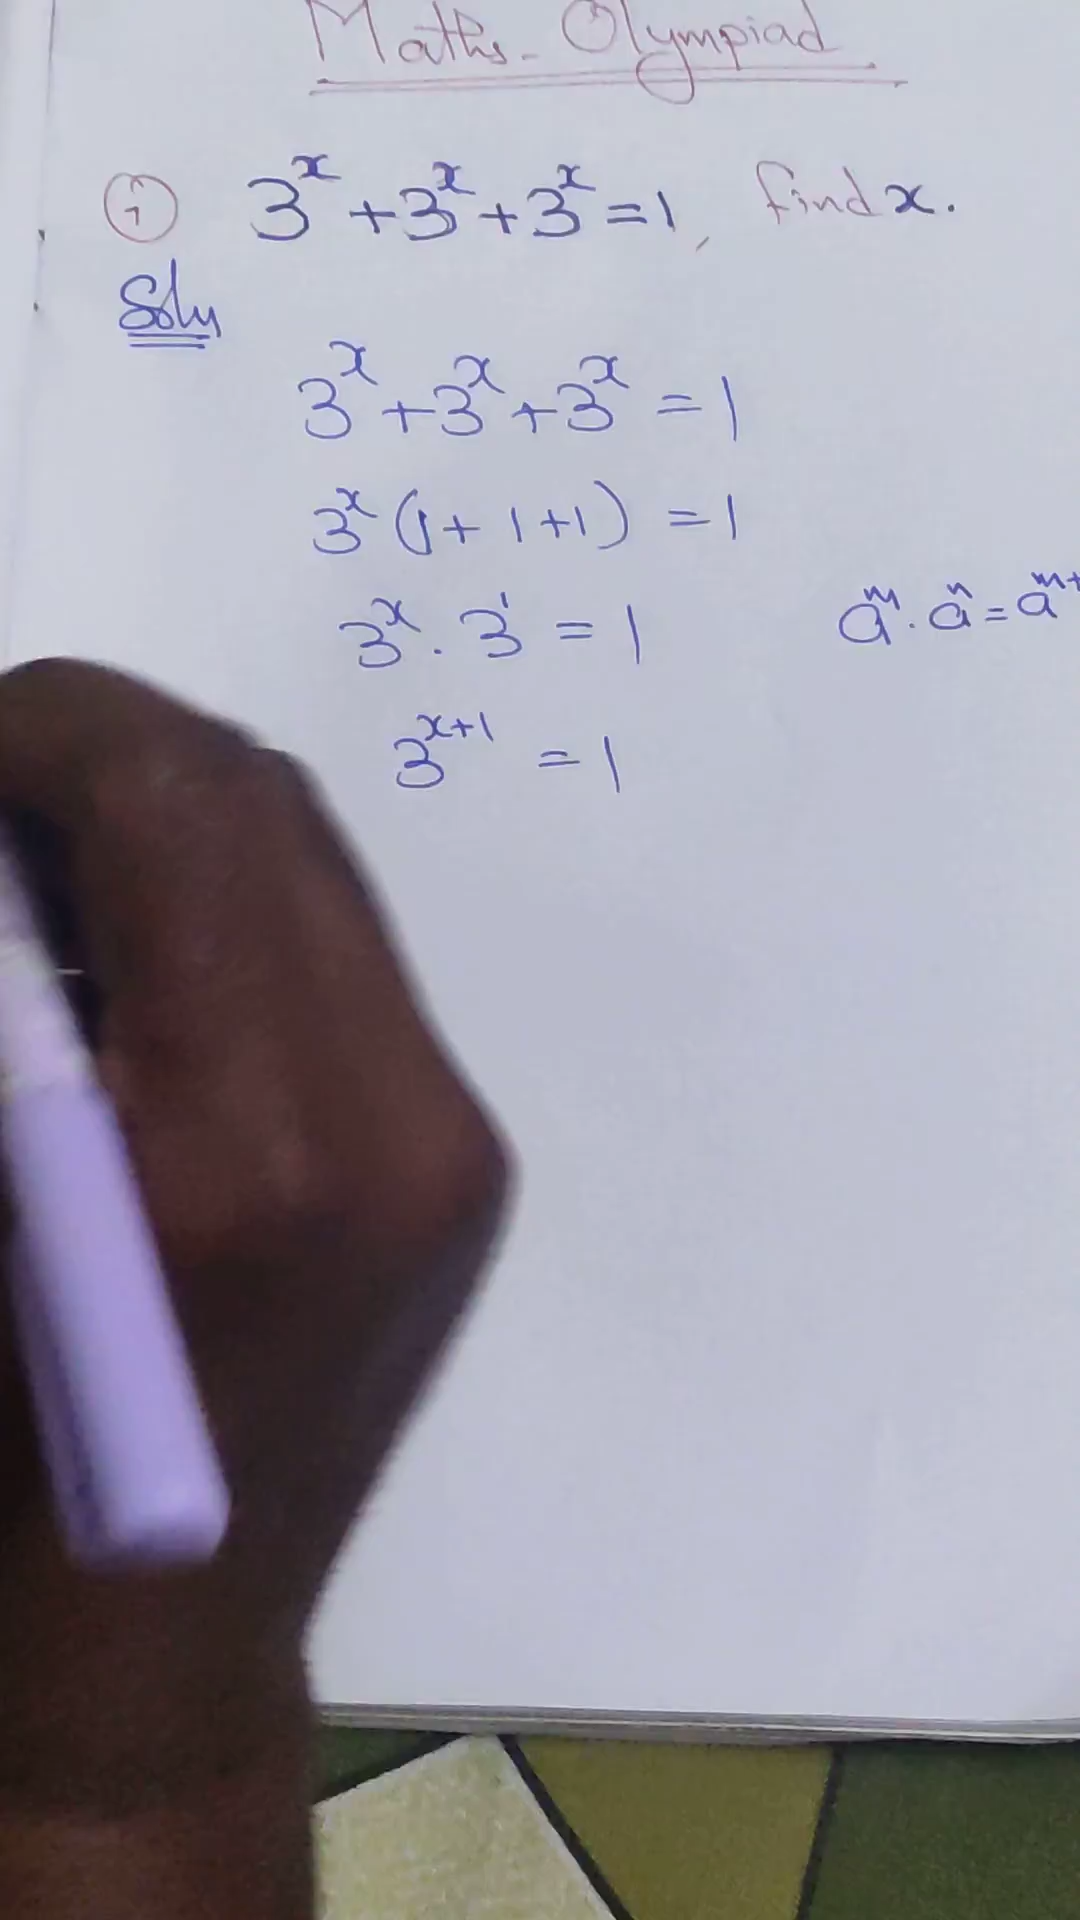 Maths - Olympiad
① 3^x + 3^x + 3^x = 1, find x.
Soln
3^x + 3^x + 3^x = 1
3^x (1 + 1 + 1) = 1
3^x . 3^1 = 1
a^m . a^n = a^m+
3^x+1 = 1